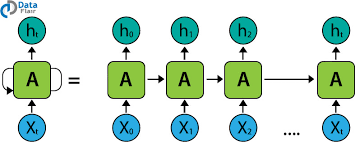 Data
Flair
ht h0 h1 h2 ht
A = A A A A
Xt X0 X1 X2 .... Xt